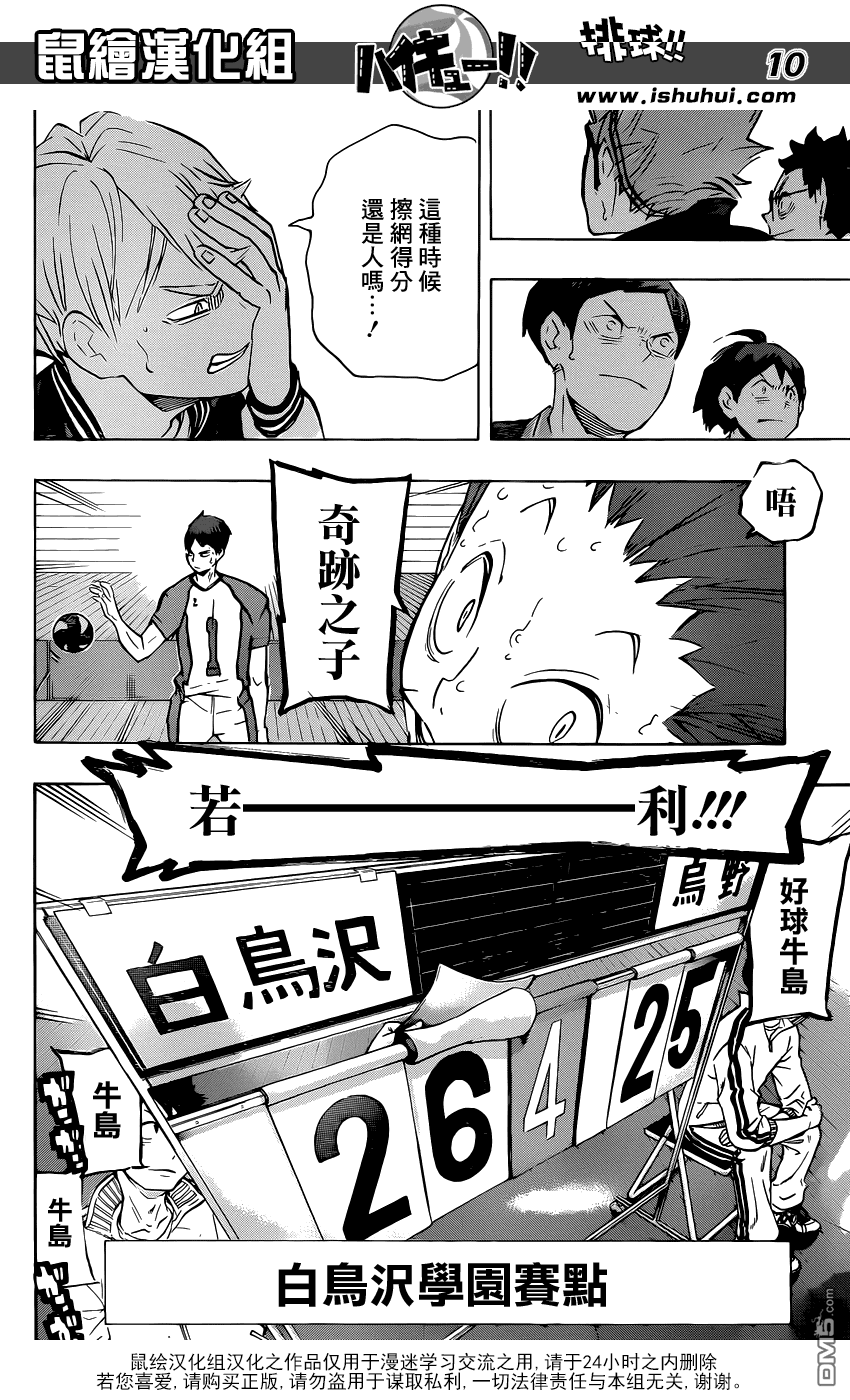 鼠繪漢化組
ハイキュー!!
排球!!
10
www.ishuhui.com
這種時候
擦網得分
還是人嗎…!
唔
奇跡之子
若——利!!!
好球牛島
烏野
白鳥沢
26
4
25
牛島
牛島
白鳥沢學園賽點
DM5.com
鼠绘汉化组汉化之作品仅用于漫迷学习交流之用, 请于24小时之内删除
若您喜爱, 请购买正版, 请勿盗用于谋取私利, 一切法律责任与本组无关, 谢谢.